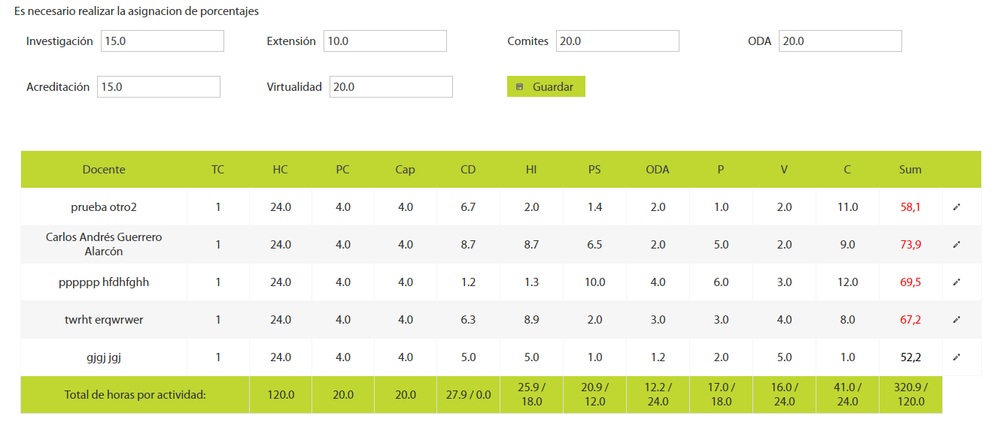 Es necesario realizar la asignacion de porcentajes
Investigación 15.0 Extensión 10.0 Comites 20.0 ODA 20.0
Acreditación 15.0 Virtualidad 20.0 Guardar
Docente TC HC PC Cap CD HI PS ODA P V C Sum
prueba otro2 1 24.0 4.0 4.0 6.7 2.0 1.4 2.0 1.0 2.0 11.0 58,1
Carlos Andrés Guerrero
Alarcón 1 24.0 4.0 4.0 8.7 8.7 6.5 2.0 5.0 2.0 9.0 73,9
pppppp hfdhfghh 1 24.0 4.0 4.0 1.2 1.3 10.0 4.0 6.0 3.0 12.0 69,5
twrht erqwrwer 1 24.0 4.0 4.0 6.3 8.9 2.0 3.0 3.0 4.0 8.0 67,2
gjgj jgj 1 24.0 4.0 4.0 5.0 5.0 1.0 1.2 2.0 5.0 1.0 52,2
Total de horas por actividad: 120.0 20.0 20.0 27.9 / 0.0 25.9 / 20.9 / 12.2 / 17.0 / 16.0 / 41.0 / 320.9 /
18.0 12.0 24.0 18.0 24.0 24.0 120.0